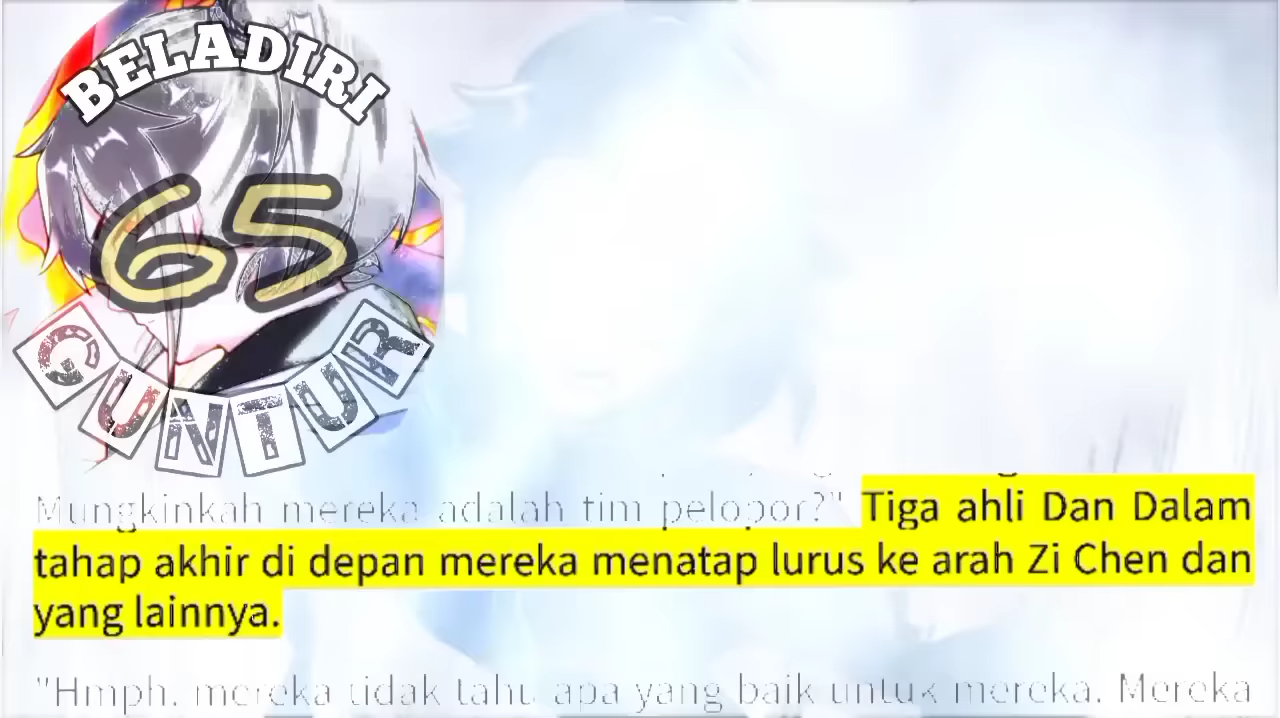 BELADIRI
65
GUNTUR
Mungkinkah mereka adalah tim pelopor?" Tiga ahli Dan Dalam
tahap akhir di depan mereka menatap lurus ke arah Zi Chen dan
yang lainnya.
"Hmph, mereka tidak tahu apa yang baik untuk mereka. Mereka